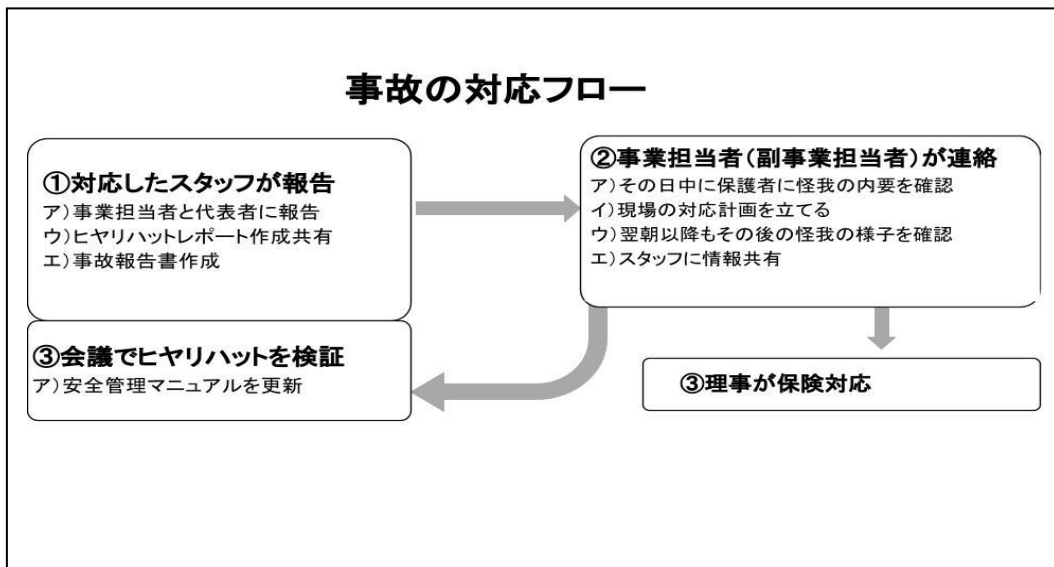 事故の対応フロー
①対応したスタッフが報告
ア）事業担当者と代表者に報告
ウ）ヒヤリハットレポート作成共有
エ）事故報告書作成
②事業担当者（副事業担当者）が連絡
ア）その日中に保護者に怪我の内要を確認
イ）現場の対応計画を立てる
ウ）翌朝以降もその後の怪我の様子を確認
エ）スタッフに情報共有
③会議でヒヤリハットを検証
ア）安全管理マニュアルを更新
③理事が保険対応